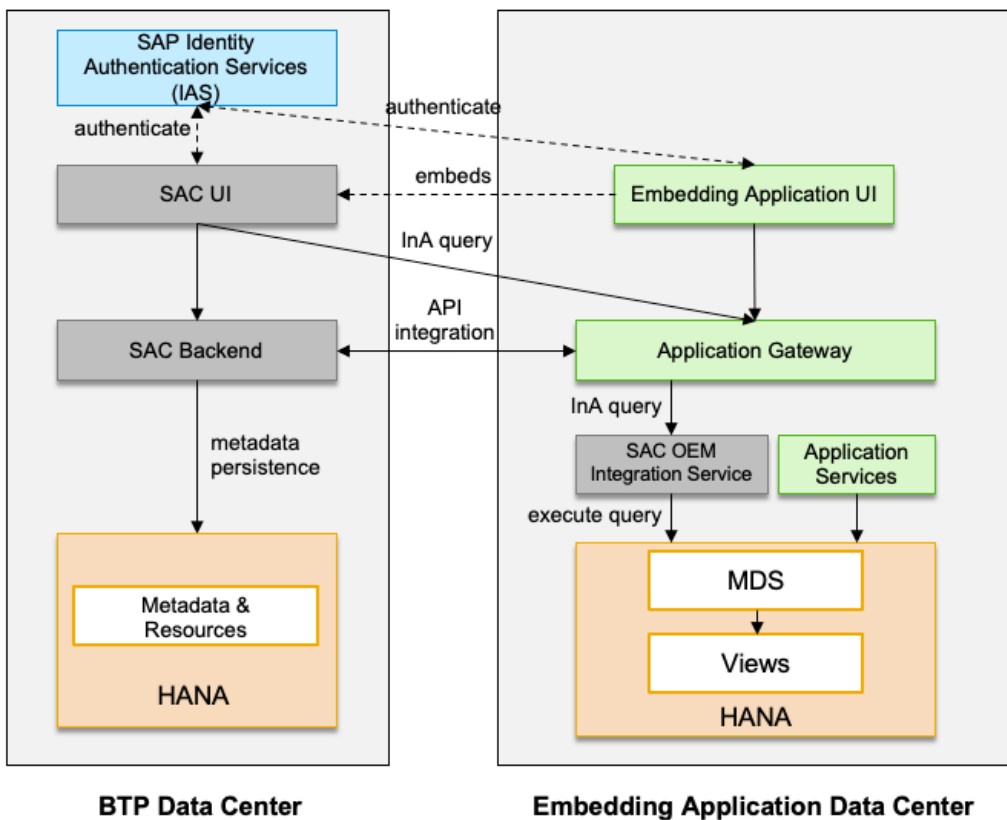 SAP Identity
Authentication Services
(IAS)
authenticate
authenticate
SAC UI
embeds
Embedding Application UI
InA query
API
integration
SAC Backend
Application Gateway
InA query
metadata
persistence
SAC OEM
Integration Service
Application
Services
execute query
MDS
Metadata &
Resources
Views
HANA
HANA
BTP Data Center
Embedding Application Data Center